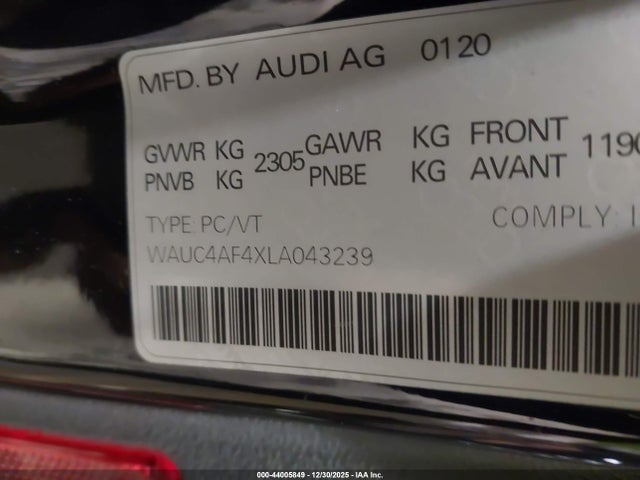 MFD. BY AUDI AG 0120
GVWR KG 2305 GAWR KG FRONT 1190
PNVB KG PNBE KG AVANT
TYPE: PC/VT COMPLY:
WAUC4AF4XLA043239
000-44005849 - 12/30/2025 - IAA Inc.